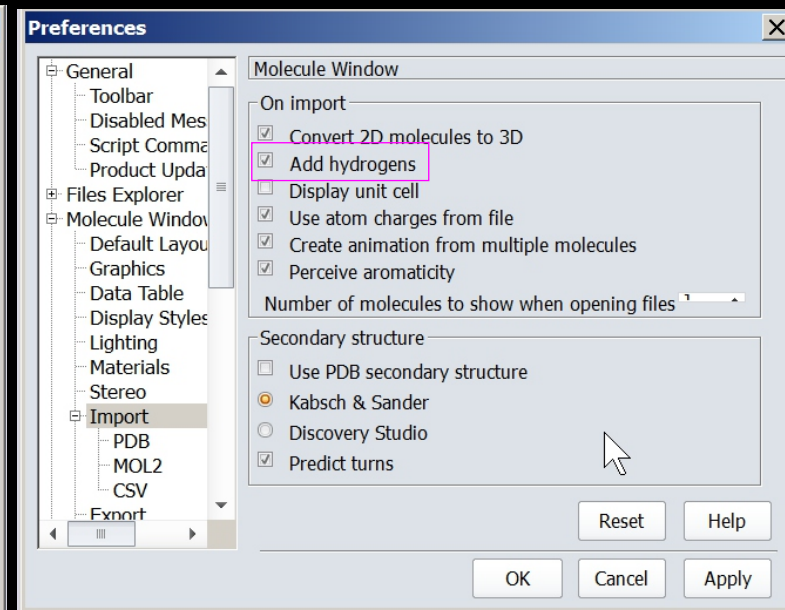 Preferences
General
Toolbar
Disabled Mes
Script Comma
Product Upda
Files Explorer
Molecule Window
Default Layou
Graphics
Data Table
Display Styles
Lighting
Materials
Stereo
Import
PDB
MOL2
CSV
Export
Molecule Window
On import
Convert 2D molecules to 3D
Add hydrogens
Display unit cell
Use atom charges from file
Create animation from multiple molecules
Perceive aromaticity
Number of molecules to show when opening files
Secondary structure
Use PDB secondary structure
Kabsch & Sander
Discovery Studio
Predict turns
Reset Help
OK Cancel Apply